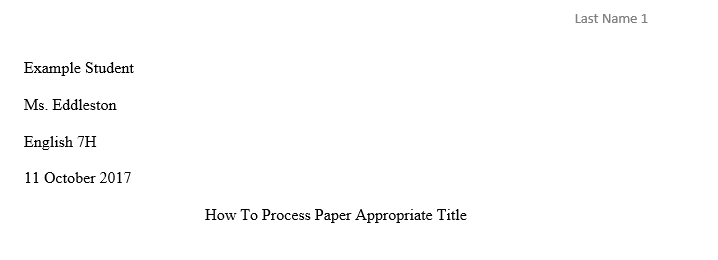 Last Name 1
Example Student
Ms. Eddleston
English 7H
11 October 2017
How To Process Paper Appropriate Title